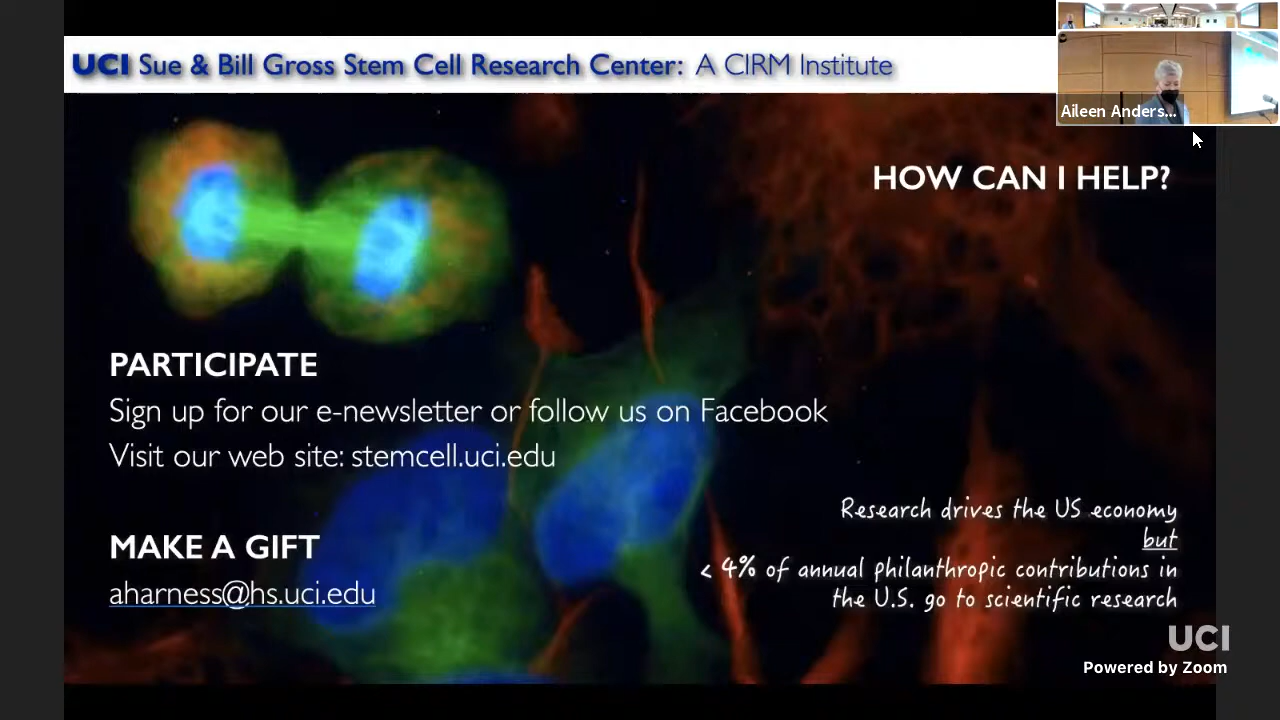 UCI Sue & Bill Gross Stem Cell Research Center: A CIRM Institute
Aileen Anders...
HOW CAN I HELP?
PARTICIPATE
Sign up for our e-newsletter or follow us on Facebook
Visit our web site: stemcell.uci.edu
MAKE A GIFT
aharness@hs.uci.edu
Research drives the US economy
but
< 4% of annual philanthropic contributions in
the U.S. go to scientific research
UCI
Powered by Zoom